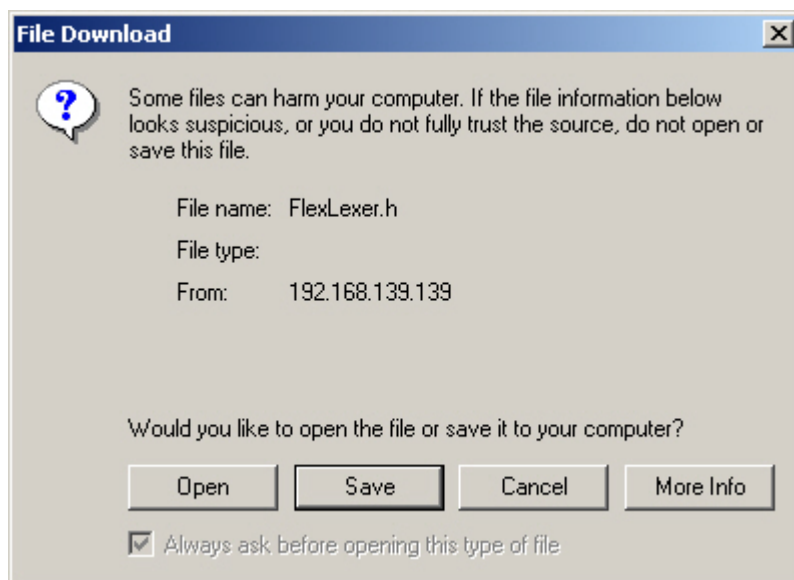 File Download
Some files can harm your computer. If the file information below
looks suspicious, or you do not fully trust the source, do not open or
save this file.
File name: FlexLexer.h
File type:
From: 192.168.139.139
Would you like to open the file or save it to your computer?
Open Save Cancel More Info
Always ask before opening this type of file